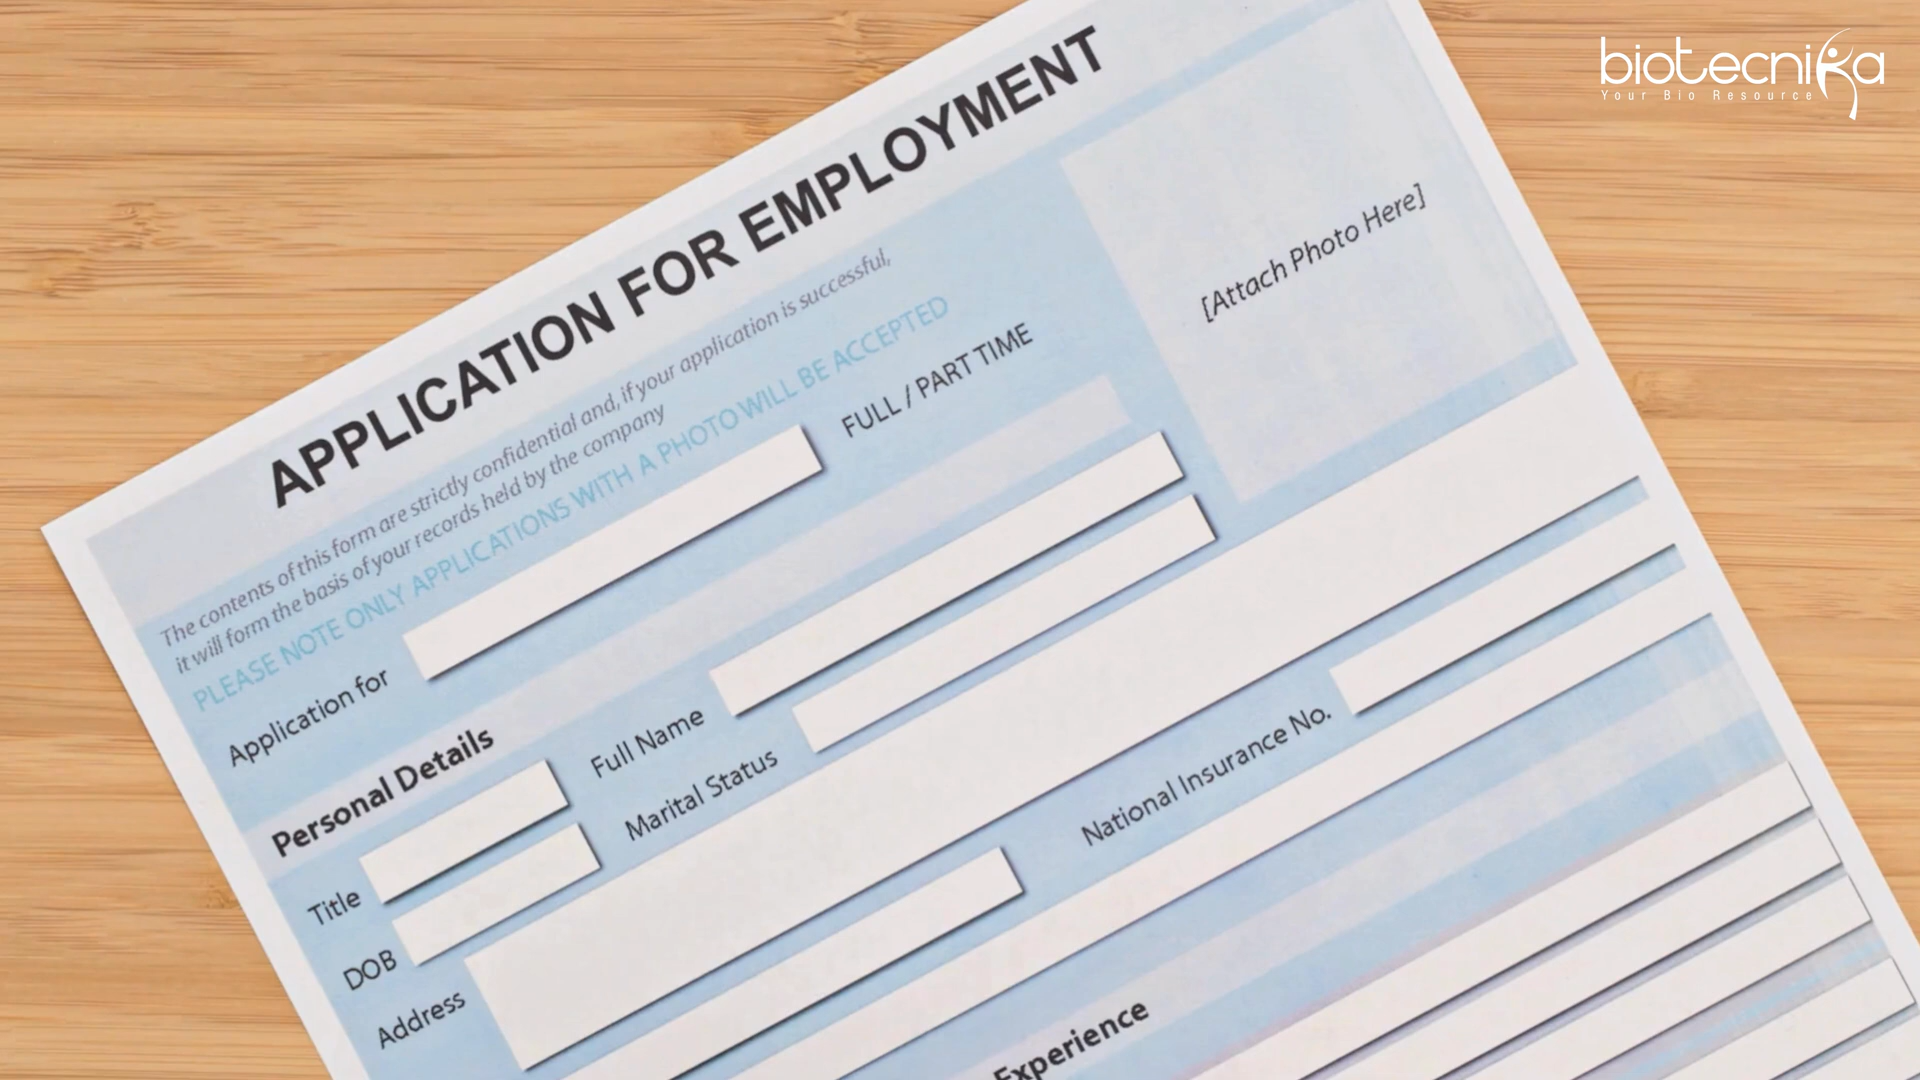 biotecnika
Your Bio Resource
APPLICATION FOR EMPLOYMENT
The contents of this form are strictly confidential and, if your application is successful,
it will form the basis of your records held by the company
PLEASE NOTE ONLY APPLICATIONS WITH A PHOTO WILL BE ACCEPTED
[Attach Photo Here]
Application for
FULL / PART TIME
Personal Details
Title
Full Name
DOB
Marital Status
Address
National Insurance No.
Experience